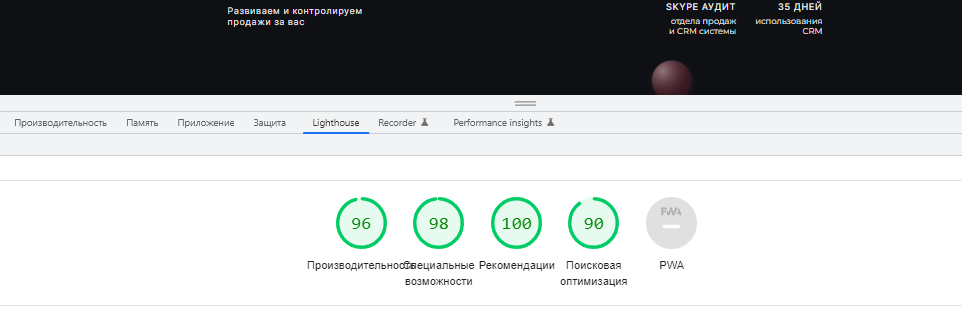 Развиваем и контролируем
продажи за вас
SKYPE АУДИТ
отдела продаж
и CRM системы
35 ДНЕЙ
использования
CRM
Производительность Память Приложение Защита Lighthouse Recorder Performance insights
96 98 100 90 PWA
Производительность Специальные возможности Рекомендации Поисковая оптимизация PWA